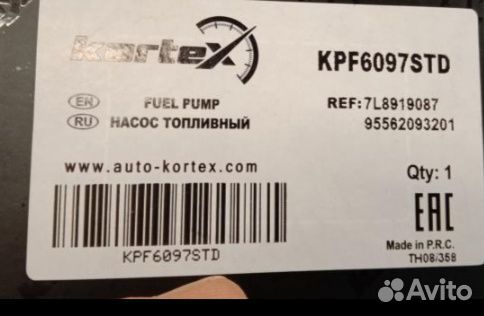 kortex
KPF6097STD
EN FUEL PUMP
RU НАСОС ТОПЛИВНЫЙ
REF:7L8919087
95562093201
www.auto-kortex.com
Qty: 1
EAC
KPF6097STD
Made in P.R.C.
TH08/358
Avito